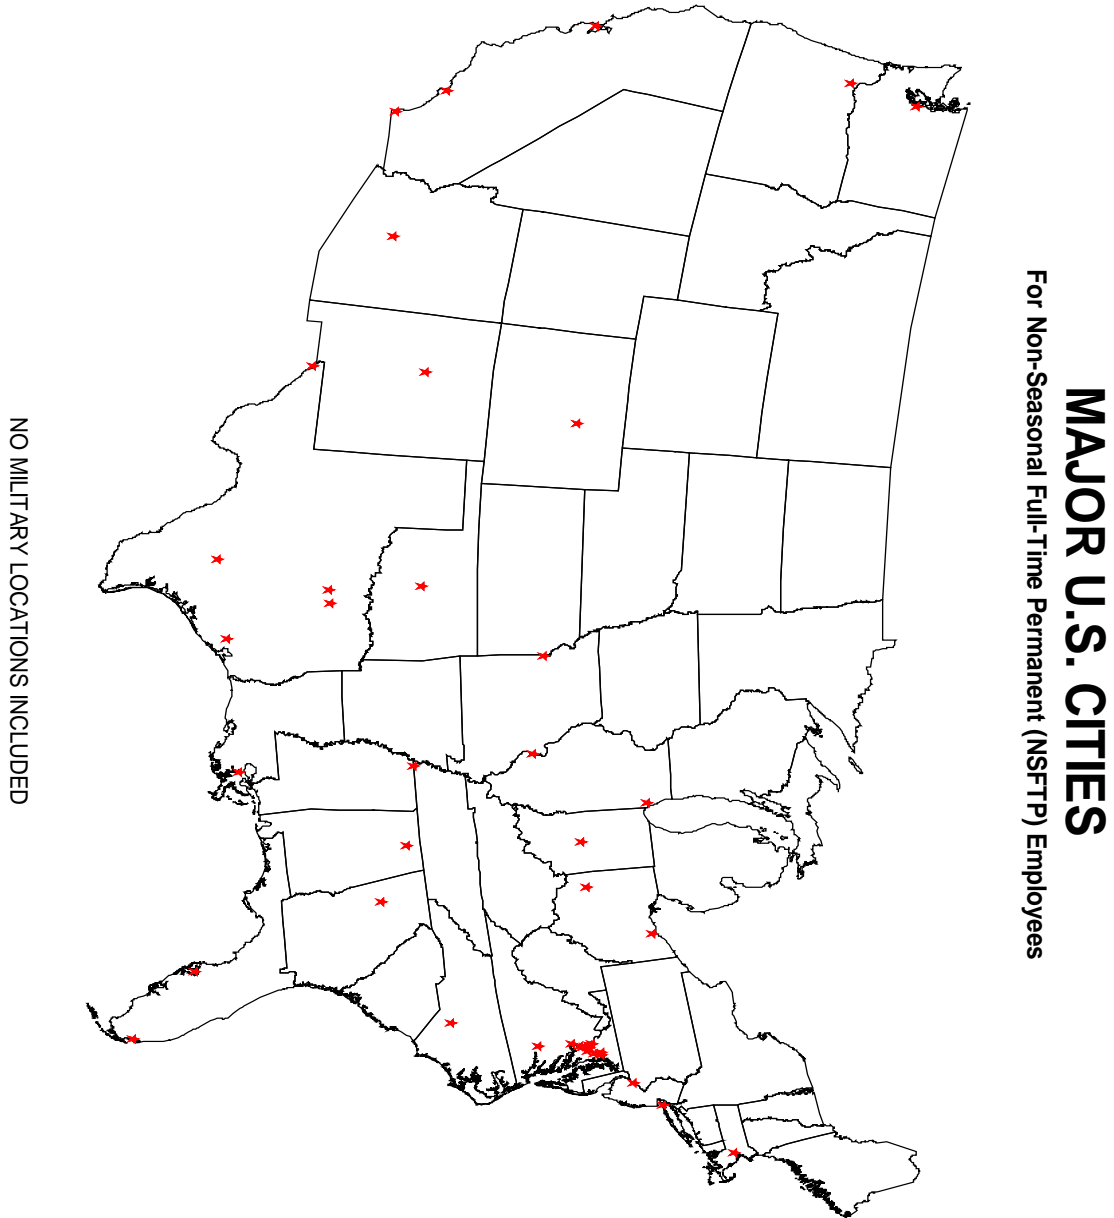 MAJOR U.S. CITIES
For Non-Seasonal Full-Time Permanent (NSFTP) Employees
NO MILITARY LOCATIONS INCLUDED